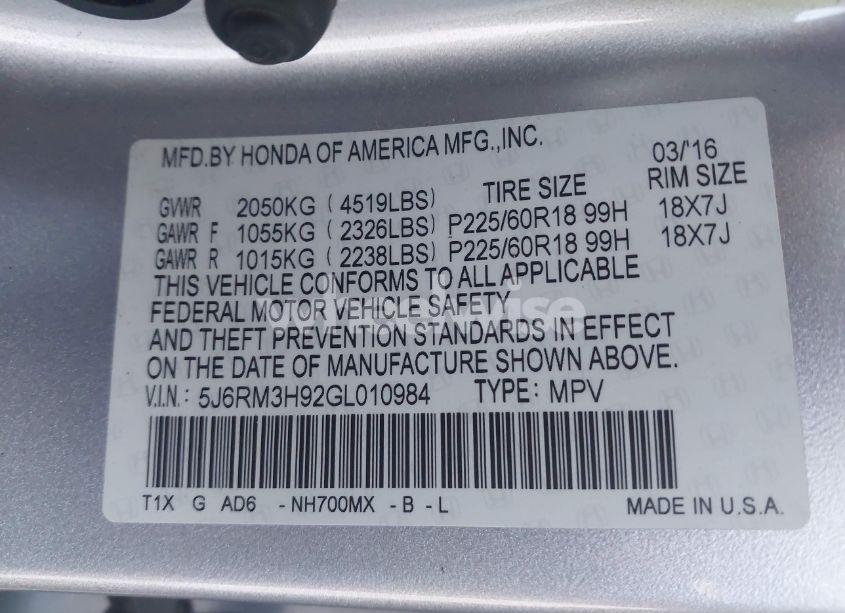 MFD.BY HONDA OF AMERICA MFG.,INC. 03/16
TIRE SIZE RIM SIZE
GVWR 2050KG ( 4519LBS)
GAWR F 1055KG ( 2326LBS) P225/60R18 99H 18X7J
GAWR R 1015KG ( 2238LBS) P225/60R18 99H 18X7J
THIS VEHICLE CONFORMS TO ALL APPLICABLE
FEDERAL MOTOR VEHICLE SAFETY
AND THEFT PREVENTION STANDARDS IN EFFECT
ON THE DATE OF MANUFACTURE SHOWN ABOVE.
V.I.N.: 5J6RM3H92GL010984 TYPE: MPV
T1X G AD6 -NH700MX -B -L MADE IN U.S.A.